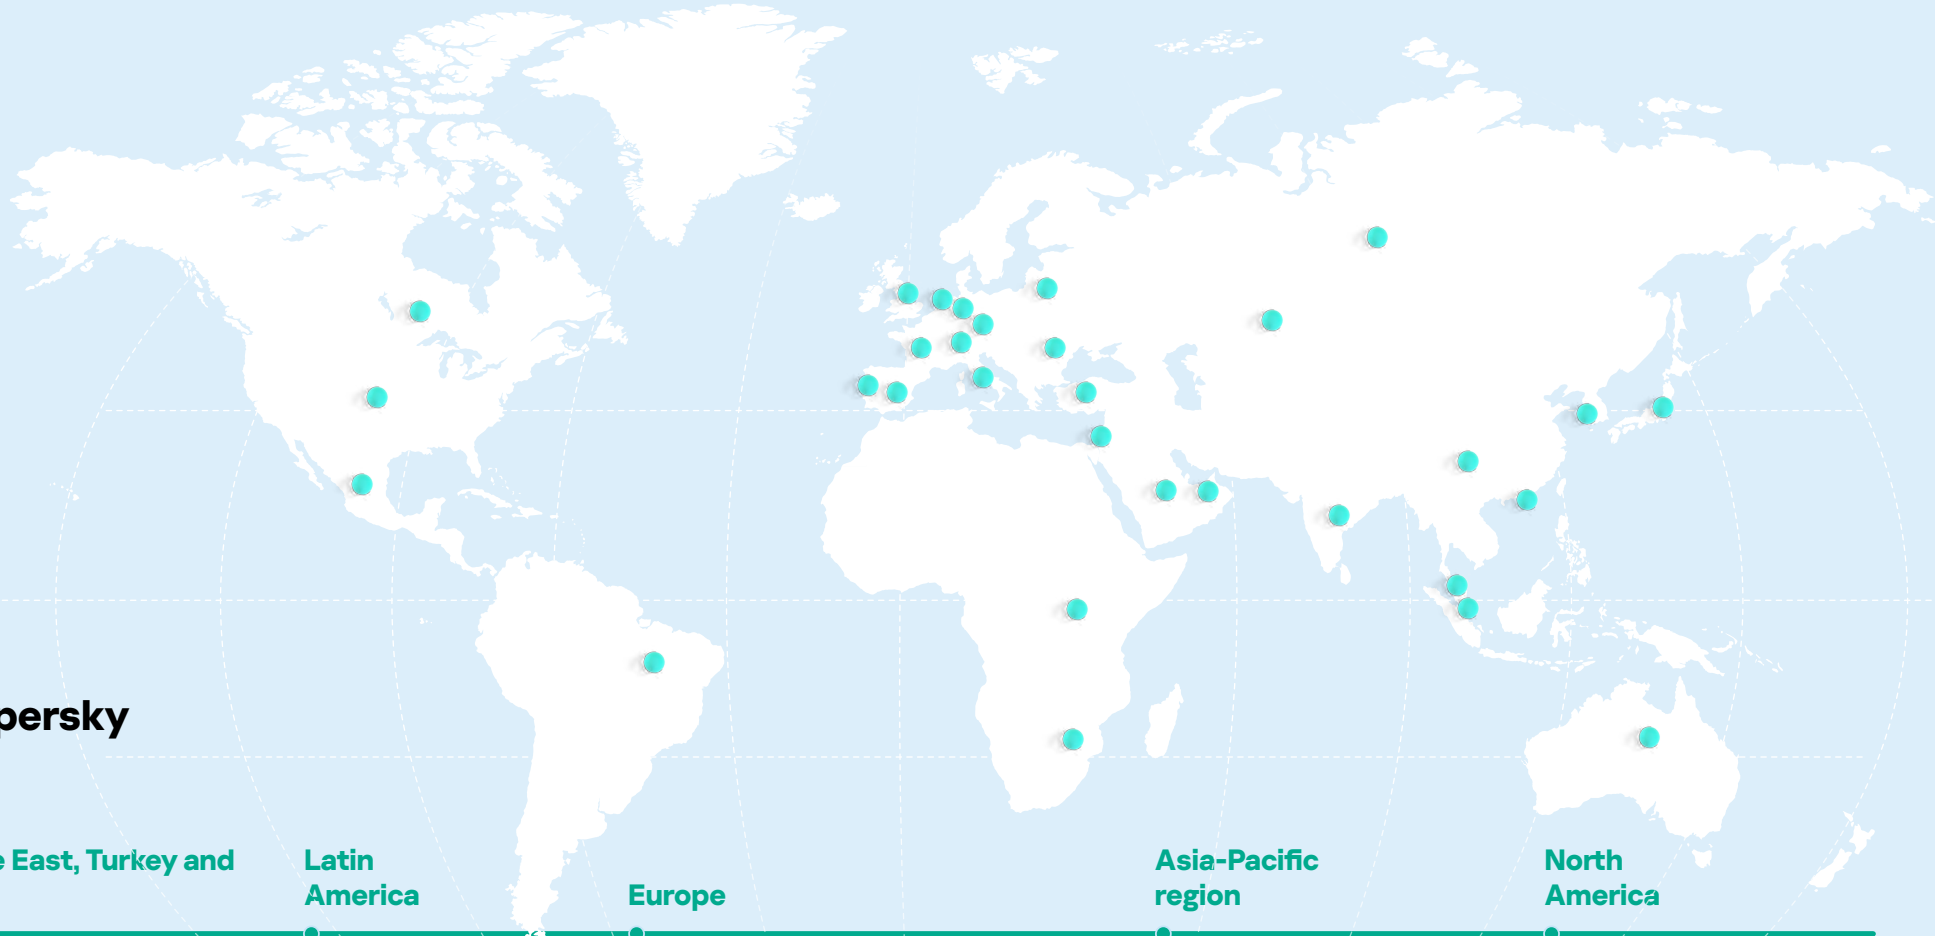 persky
e East, Turkey and
Latin
America
Europe
Asia-Pacific
region
North
America